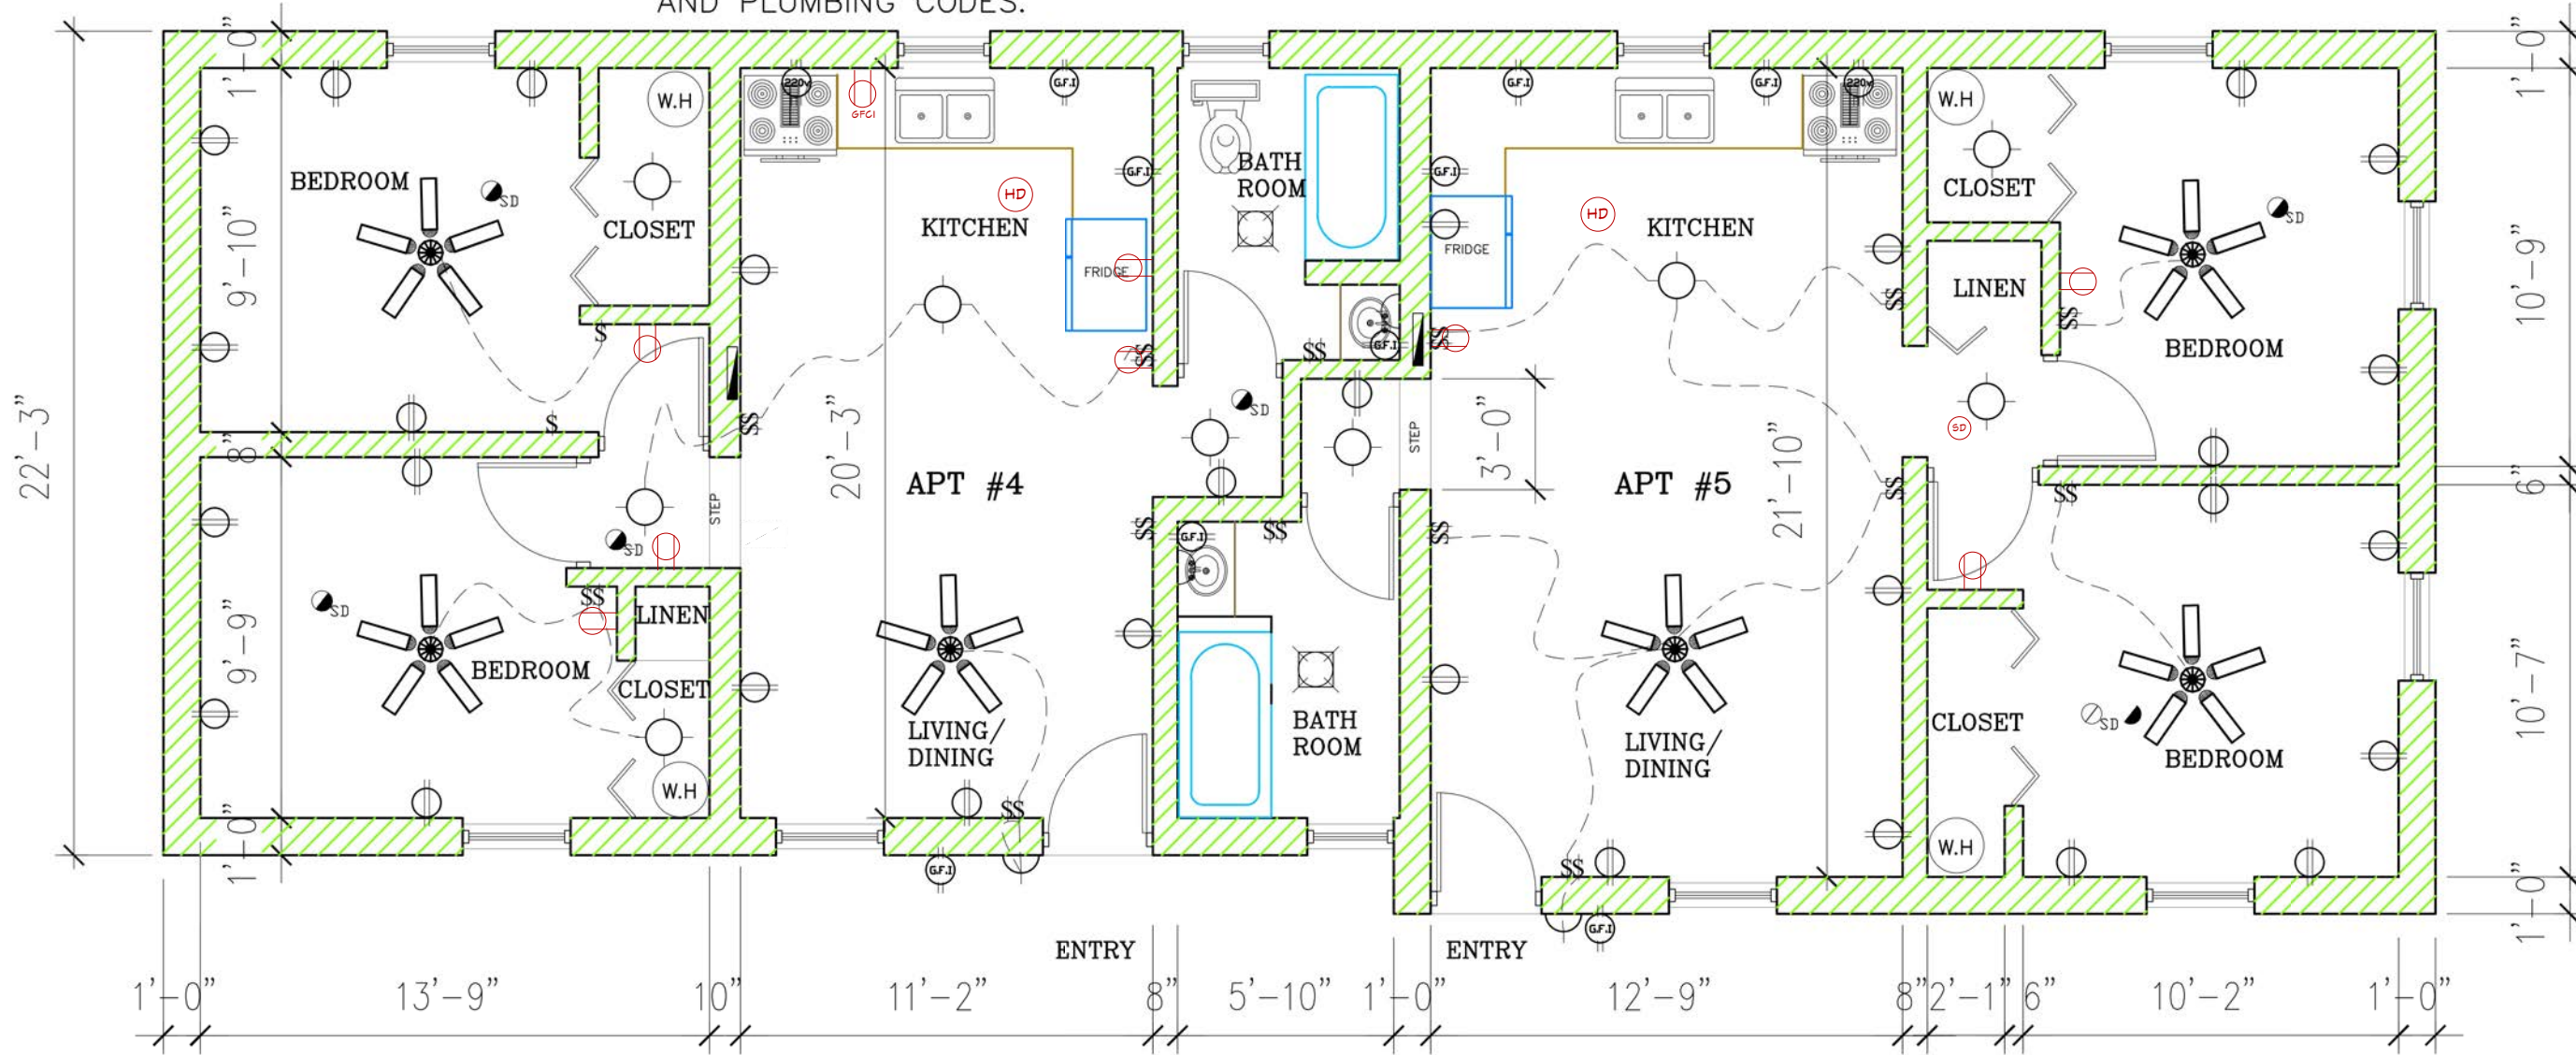 AND PLUMBING CODES.
1'-0"
9'-10"
8"
9'-9"
1'-0"
22'-3"
BEDROOM
SD
W.H
CLOSET
$
$
BEDROOM
SD
SD
$$
LINEN
CLOSET
W.H
STEP
220v
GFCI
G.F.I
G.F.I
HD
KITCHEN
FRIDGE
$$
$$
20'-3"
APT #4
LIVING/
DINING
$$
G.F.I
$$
BATH
ROOM
G.F.I
$$
SD
STEP
G.F.I
$$
BATH
ROOM
G.F.I
G.F.I
220v
G.F.I
HD
KITCHEN
FRIDGE
$$
$$
3'-0"
APT #5
21'-10"
$$
$$
LIVING/
DINING
$$
G.F.I
W.H
CLOSET
LINEN
SD
$$
BEDROOM
SD
$$
CLOSET
SD
BEDROOM
W.H
1'-0"
10'-9"
6"
10'-7"
1'-0"
ENTRY
ENTRY
1'-0"
13'-9"
10"
11'-2"
8"
5'-10"
1'-0"
12'-9"
8"
2'-1"
6"
10'-2"
1'-0"